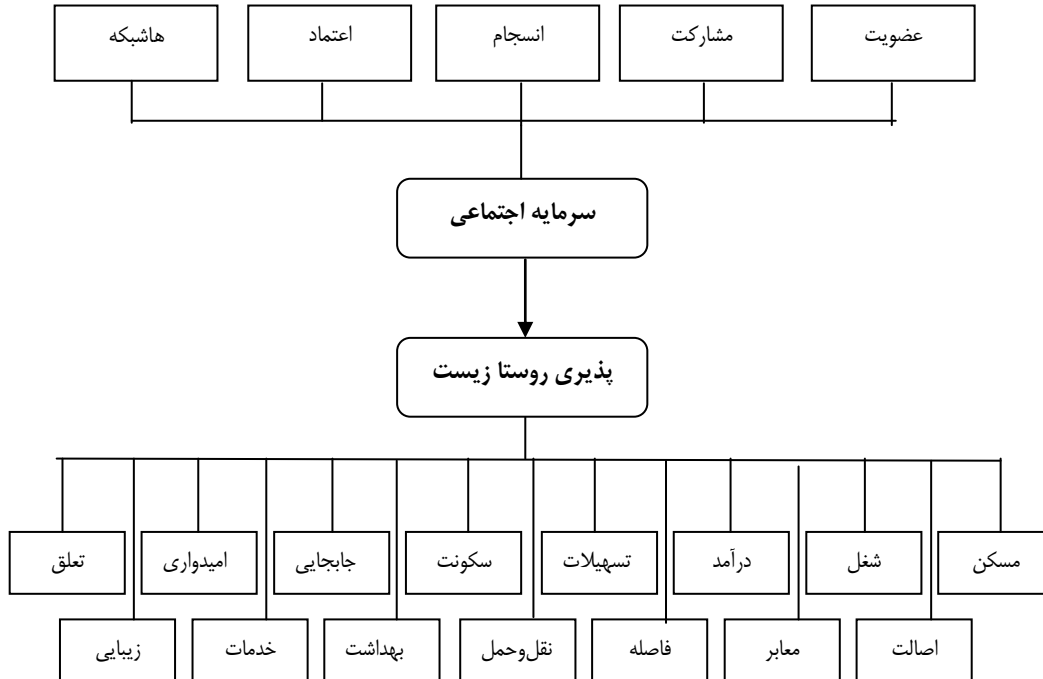 عضویت
مشارکت
انسجام
اعتماد
هاشبکه
سرمایه اجتماعی
پذیری روستا زیست
مسکن
شغل
درآمد
تسهیلات
سکونت
جابجایی
امیدواری
تعلق
اصالت
معابر
فاصله
نقل‌وحمل
بهداشت
خدمات
زیبایی